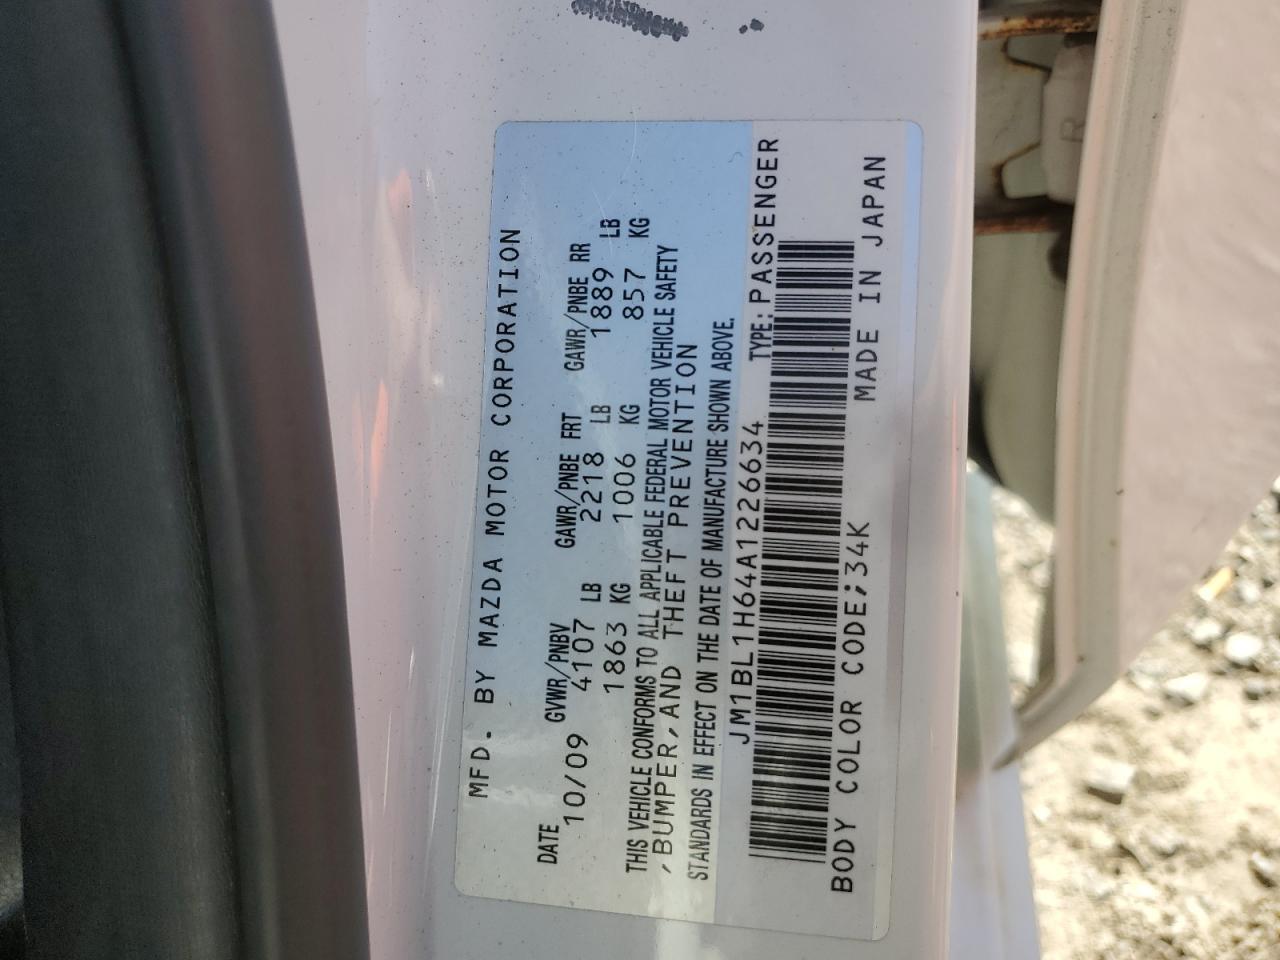 MFD. BY MAZDA MOTOR CORPORATION
DATE GVWR/PNBV GAWR/PNBE FRT GAWR/PNBE RR
10/09 4107 LB 2218 LB 1889 LB
1863 KG 1006 KG 857 KG
THIS VEHICLE CONFORMS TO ALL APPLICABLE FEDERAL MOTOR VEHICLE SAFETY
,BUMPER,AND THEFT PREVENTION
STANDARDS IN EFFECT ON THE DATE OF MANUFACTURE SHOWN ABOVE.
JM1BL1H64A1226634 TYPE:PASSENGER
BODY COLOR CODE;34K MADE IN JAPAN
R